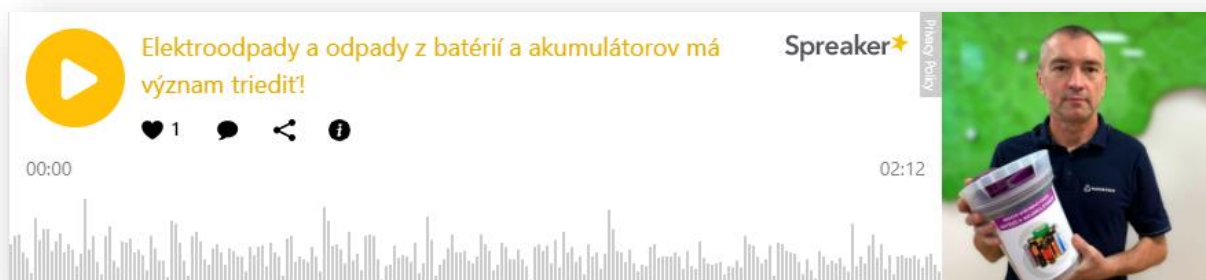 Elektroodpady a odpady z batérií a akumulátorov má
význam triediť!
Spreaker
Privacy Policy
1
00:00
02:12